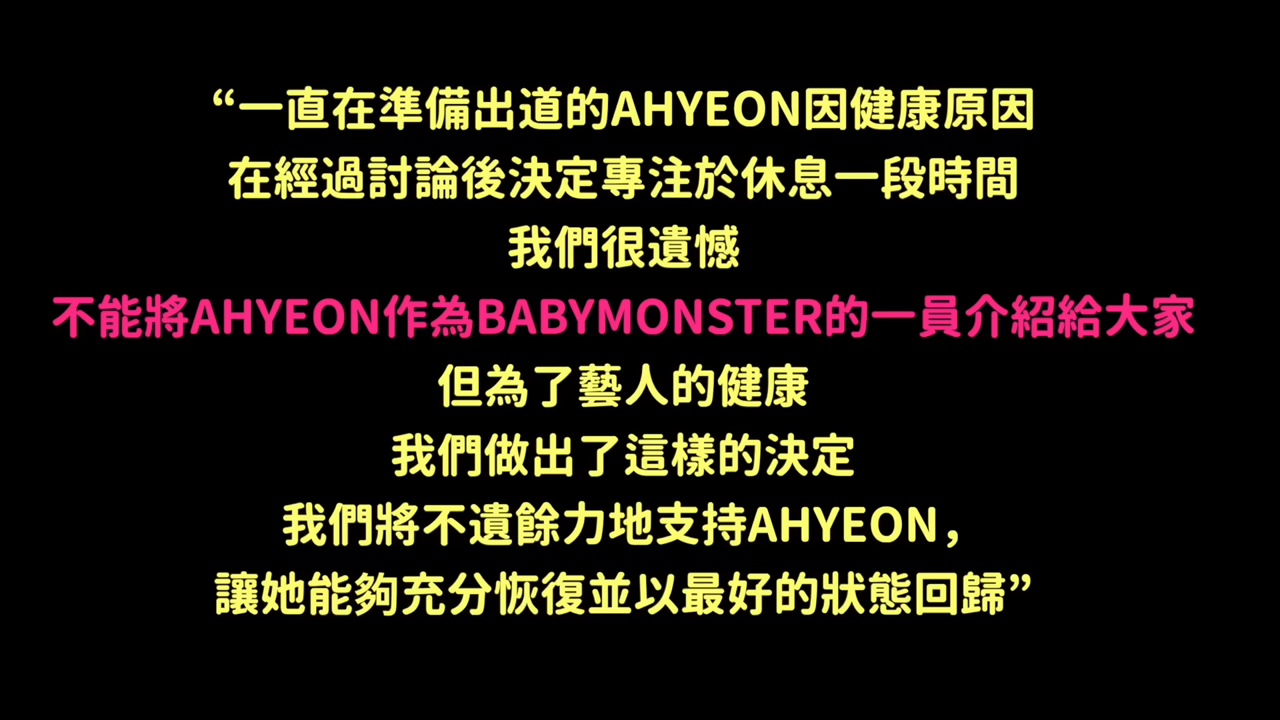 “一直在準備出道的AHYEON因健康原因
在經過討論後決定專注於休息一段時間
我們很遺憾
不能將AHYEON作為BABYMONSTER的一員介紹給大家
但為了藝人的健康
我們做出了這樣的決定
我們將不遺餘力地支持AHYEON，
讓她能夠充分恢復並以最好的狀態回歸”